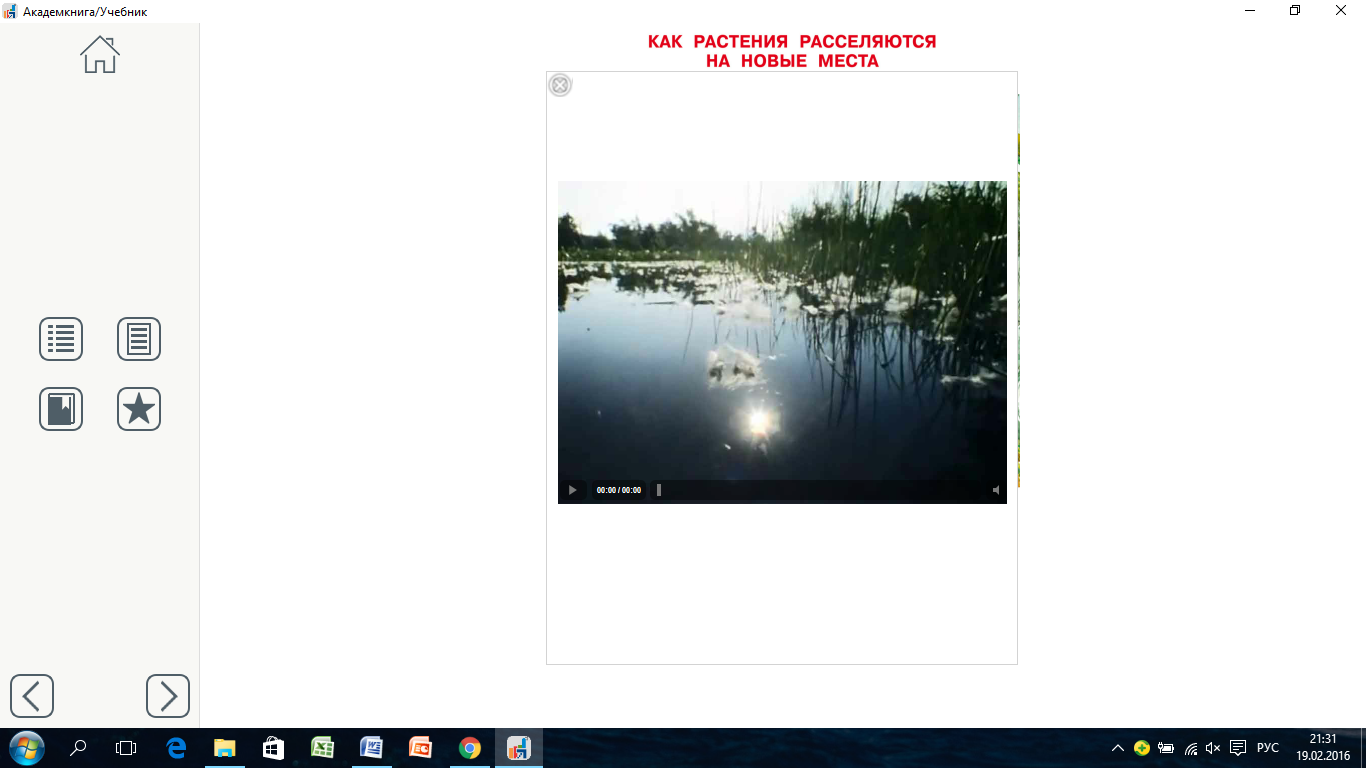 Академкнига/Учебник
КАК РАСТЕНИЯ РАССЕЛЯЮТСЯ
НА НОВЫЕ МЕСТА
00:00 / 00:00
РУС
21:31
19.02.2016